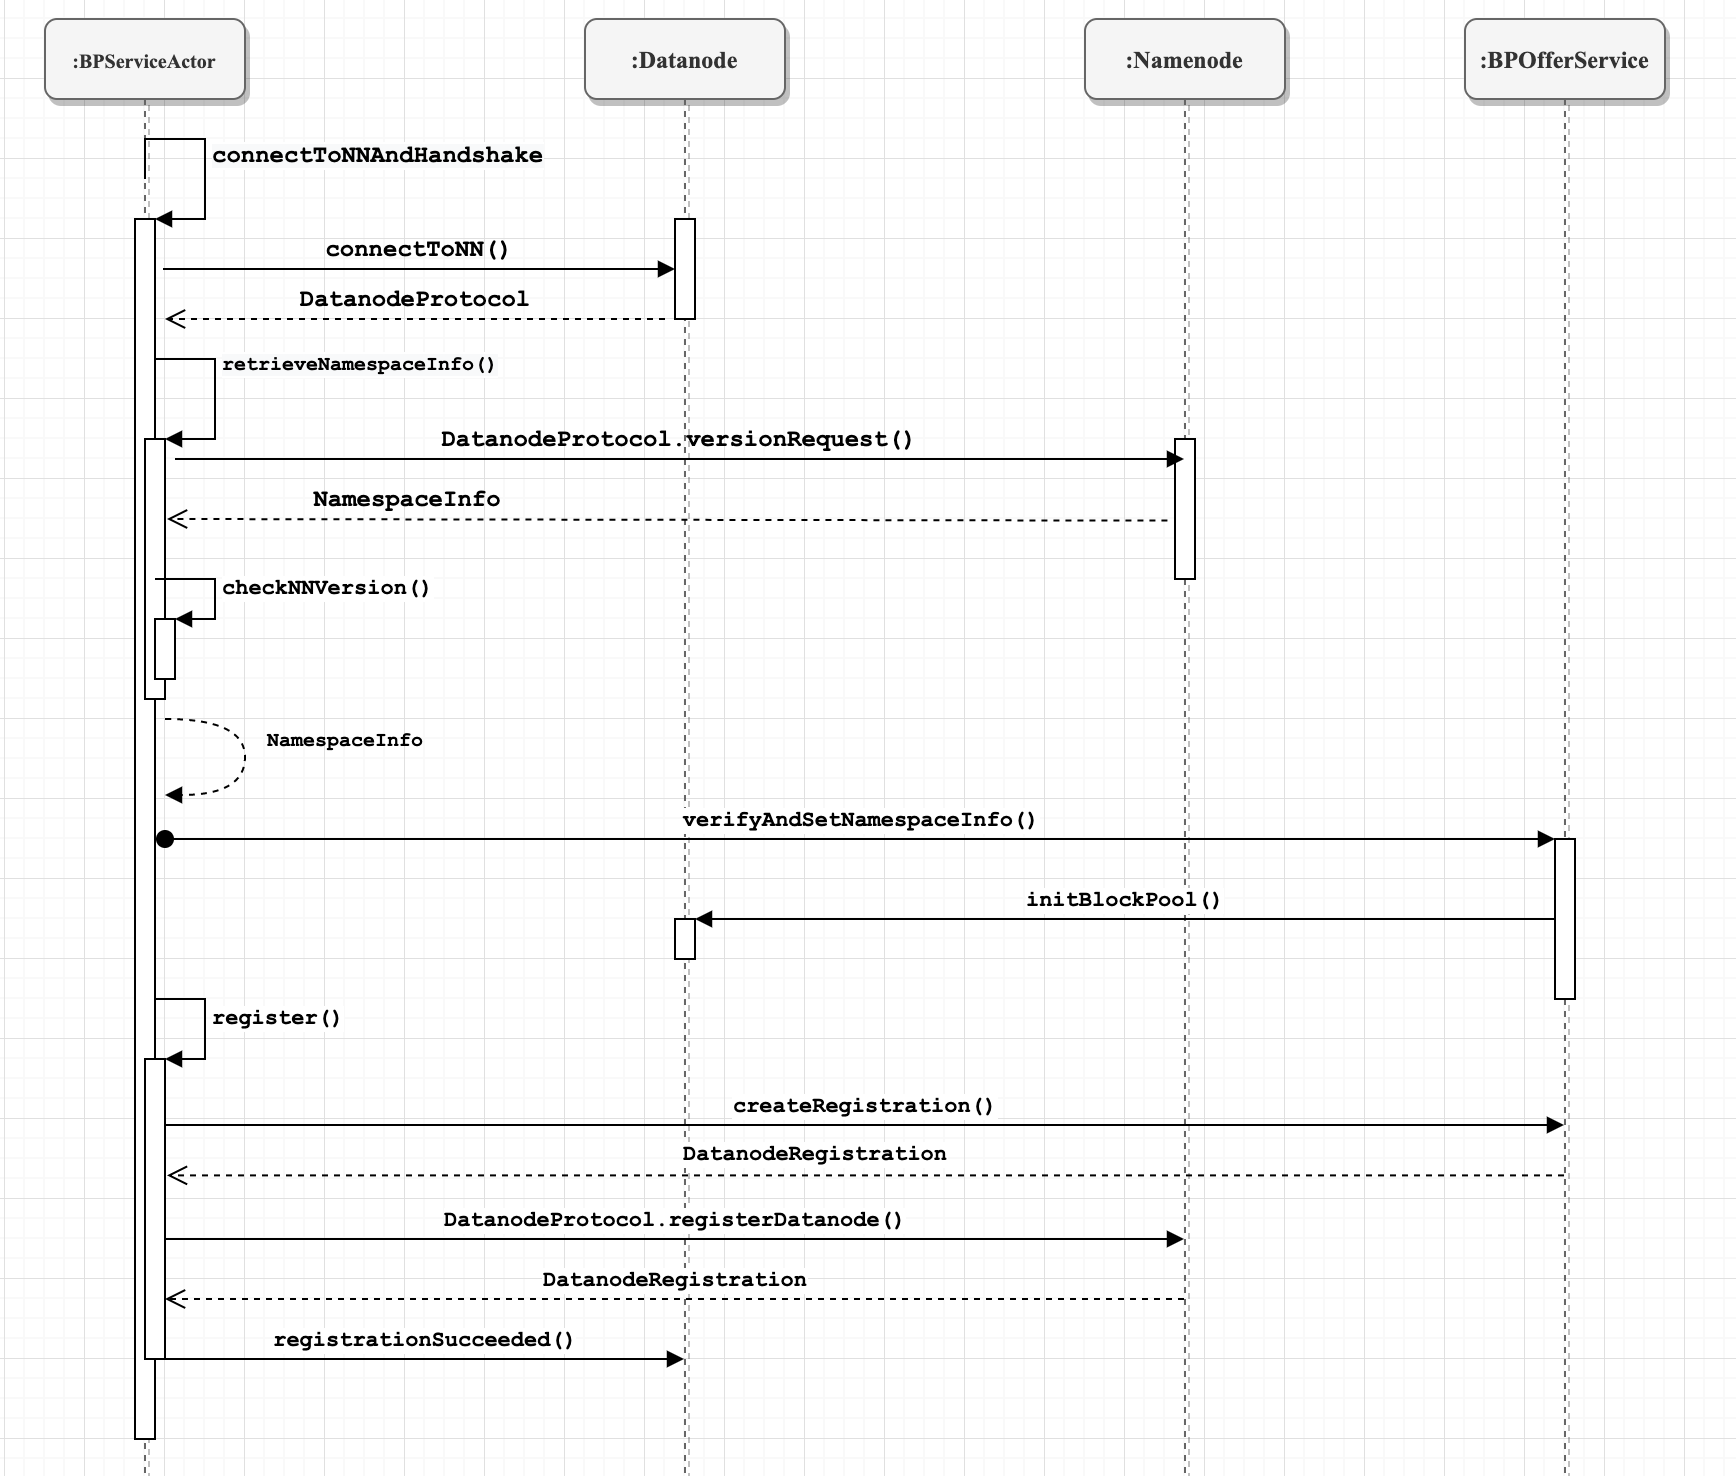 :BPServiceActor
:Datanode
:Namenode
:BPOfferService
connectToNNAndHandshake
connectToNN()
DatanodeProtocol
retrieveNamespaceInfo()
DatanodeProtocol.versionRequest()
NamespaceInfo
checkNNVersion()
NamespaceInfo
verifyAndSetNamespaceInfo()
initBlockPool()
register()
createRegistration()
DatanodeRegistration
DatanodeProtocol.registerDatanode()
DatanodeRegistration
registrationSucceeded()